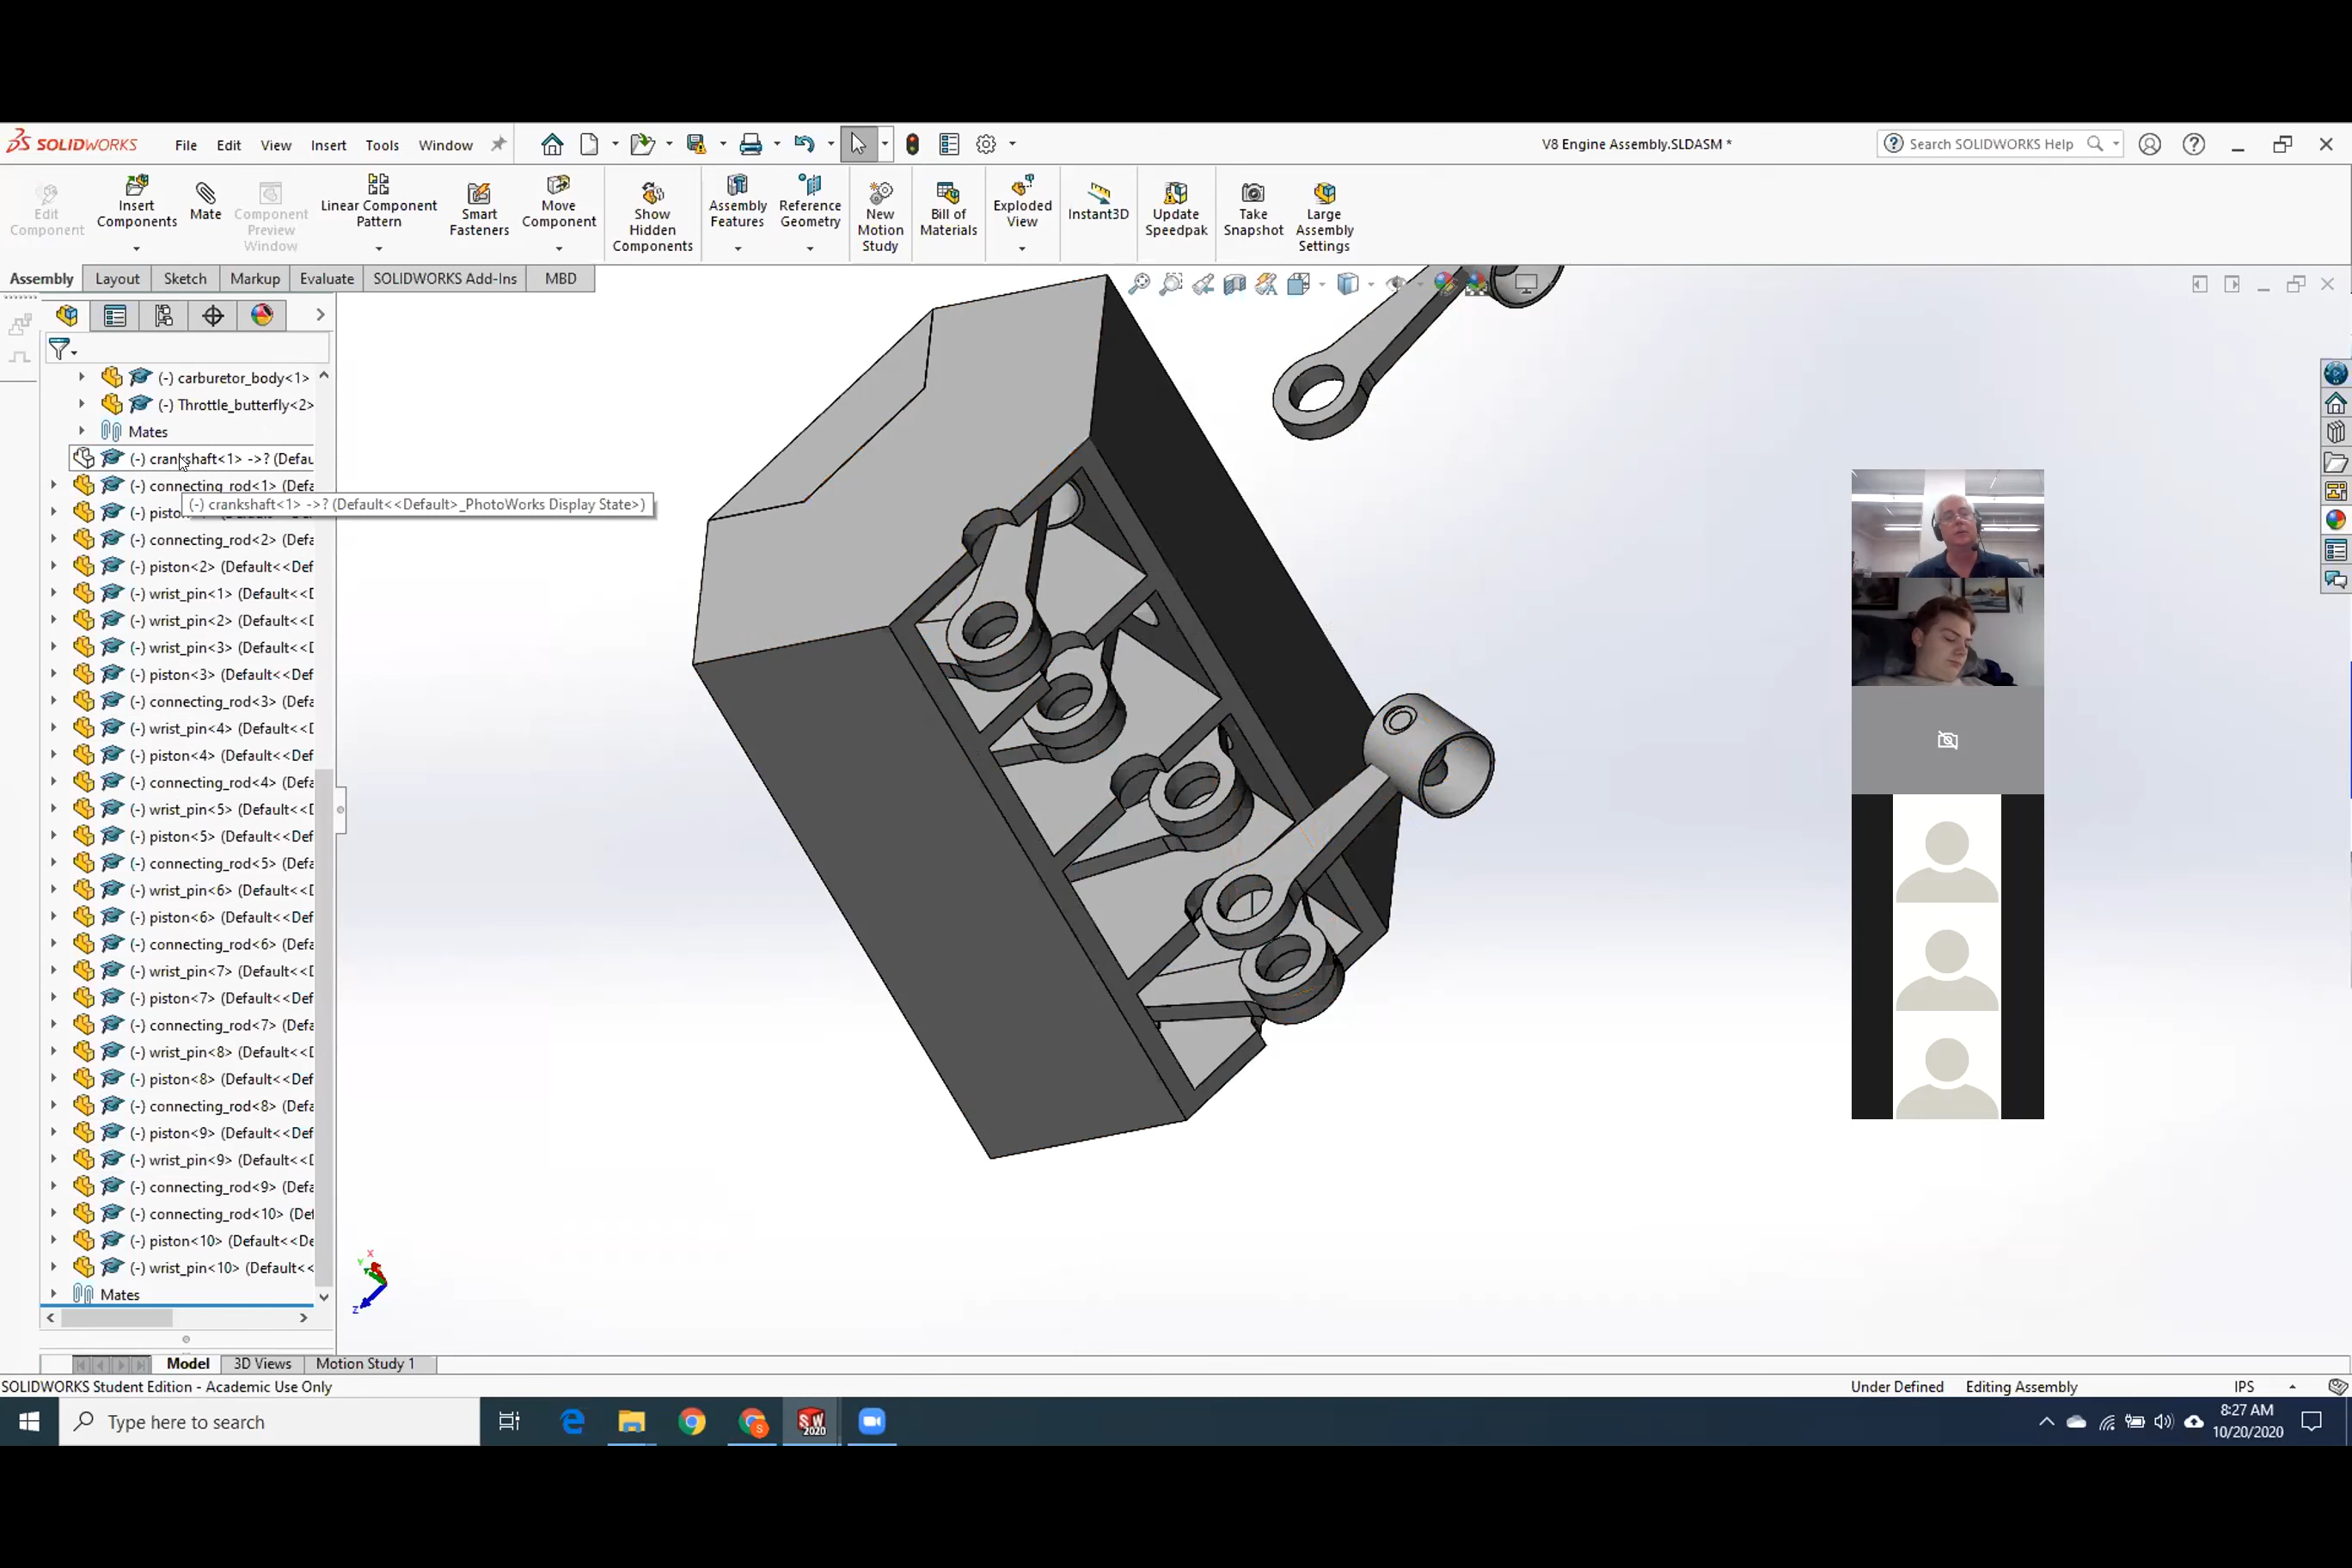 SOLIDWORKS File Edit View Insert Tools Window V8 Engine Assembly.SLDASM * Search SOLIDWORKS Help
Edit Component
Insert Components
Mate
Component Preview Window
Linear Component Pattern
Smart Fasteners
Move Component
Show Hidden Components
Assembly Features
Reference Geometry
New Motion Study
Bill of Materials
Exploded View
Instant3D
Update Speedpak
Take Snapshot
Large Assembly Settings
Assembly Layout Sketch Markup Evaluate SOLIDWORKS Add-Ins MBD
(-) carburetor_body<1>
(-) Throttle_butterfly<2>
Mates
(-) crankshaft<1> ->? (Defau
(-) connecting_rod<1> (Defa
(-) crankshaft<1> ->? (Default<<Default>_PhotoWorks Display State>)
(-) pisto
(-) connecting_rod<2> (Defa
(-) piston<2> (Default<<Def
(-) wrist_pin<1> (Default<<D
(-) wrist_pin<2> (Default<<D
(-) wrist_pin<3> (Default<<D
(-) piston<3> (Default<<Def
(-) connecting_rod<3> (Defa
(-) wrist_pin<4> (Default<<D
(-) piston<4> (Default<<Def
(-) connecting_rod<4> (Defa
(-) wrist_pin<5> (Default<<D
(-) piston<5> (Default<<Def
(-) connecting_rod<5> (Defa
(-) wrist_pin<6> (Default<<D
(-) piston<6> (Default<<Def
(-) connecting_rod<6> (Defa
(-) wrist_pin<7> (Default<<D
(-) piston<7> (Default<<Def
(-) connecting_rod<7> (Defa
(-) wrist_pin<8> (Default<<D
(-) piston<8> (Default<<Def
(-) connecting_rod<8> (Defa
(-) piston<9> (Default<<Def
(-) wrist_pin<9> (Default<<D
(-) connecting_rod<9> (Defa
(-) connecting_rod<10> (Def
(-) piston<10> (Default<<De
(-) wrist_pin<10> (Default<<
Mates
X
Y
Z
Model 3D Views Motion Study 1
SOLIDWORKS Student Edition - Academic Use Only Under Defined Editing Assembly IPS
Type here to search
SW 2020
S
8:27 AM
10/20/2020